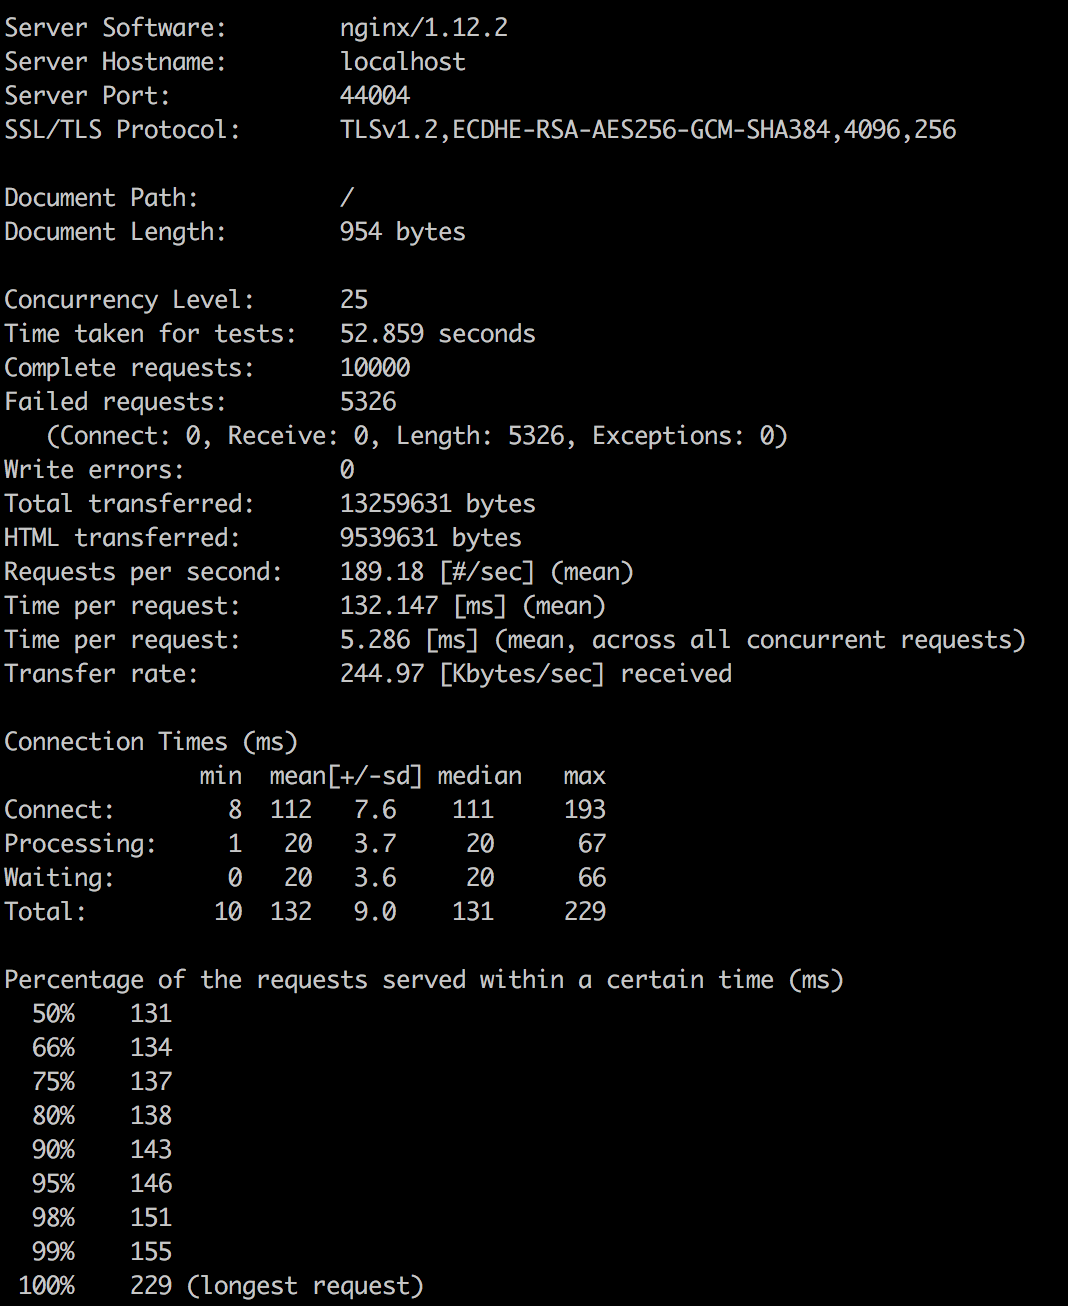 Server Software:        nginx/1.12.2
Server Hostname:        localhost
Server Port:            44004
SSL/TLS Protocol:       TLSv1.2,ECDHE-RSA-AES256-GCM-SHA384,4096,256

Document Path:          /
Document Length:        954 bytes

Concurrency Level:      25
Time taken for tests:   52.859 seconds
Complete requests:      10000
Failed requests:        5326
   (Connect: 0, Receive: 0, Length: 5326, Exceptions: 0)
Write errors:           0
Total transferred:      13259631 bytes
HTML transferred:       9539631 bytes
Requests per second:    189.18 [#/sec] (mean)
Time per request:       132.147 [ms] (mean)
Time per request:       5.286 [ms] (mean, across all concurrent requests)
Transfer rate:          244.97 [Kbytes/sec] received

Connection Times (ms)
              min  mean[+/-sd] median   max
Connect:        8  112   7.6    111     193
Processing:     1   20   3.7     20      67
Waiting:        0   20   3.6     20      66
Total:         10  132   9.0    131     229

Percentage of the requests served within a certain time (ms)
  50%    131
  66%    134
  75%    137
  80%    138
  90%    143
  95%    146
  98%    151
  99%    155
 100%    229 (longest request)